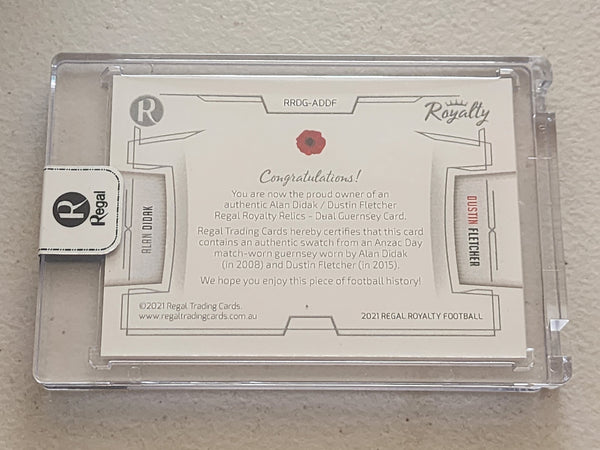 RRDG-ADDF
R
Royalty
Congratulations!
You are now the proud owner of an
authentic Alan Didak / Dustin Fletcher
Regal Royalty Relics - Dual Guernsey Card.
Regal Trading Cards hereby certifies that this card
contains an authentic swatch from an Anzac Day
match-worn guernsey worn by Alan Didak
(in 2008) and Dustin Fletcher (in 2015).
We hope you enjoy this piece of football history!
R Regal
ALAN DIDAK
DUSTIN FLETCHER
©2021 Regal Trading Cards.
www.regaltradingcards.com.au
2021 REGAL ROYALTY FOOTBALL